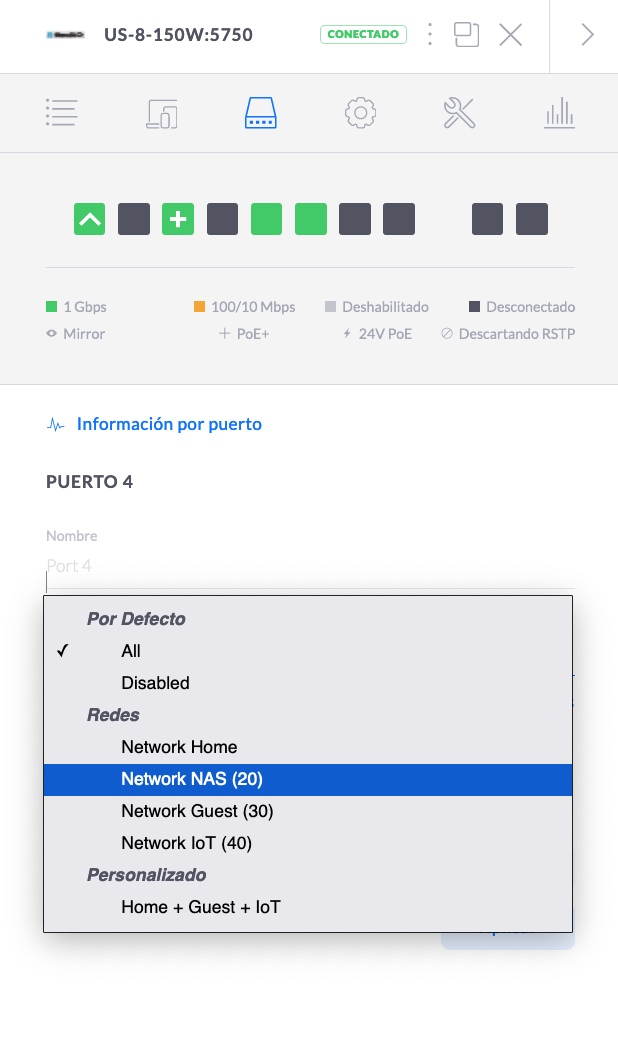 US-8-150W:5750
CONECTADO
1 Gbps
100/10 Mbps
Deshabilitado
Desconectado
Mirror
PoE+
24V PoE
Descartando RSTP
Información por puerto
PUERTO 4
Nombre
Port 4
Por Defecto
All
Disabled
Redes
Network Home
Network NAS (20)
Network Guest (30)
Network IoT (40)
Personalizado
Home + Guest + IoT